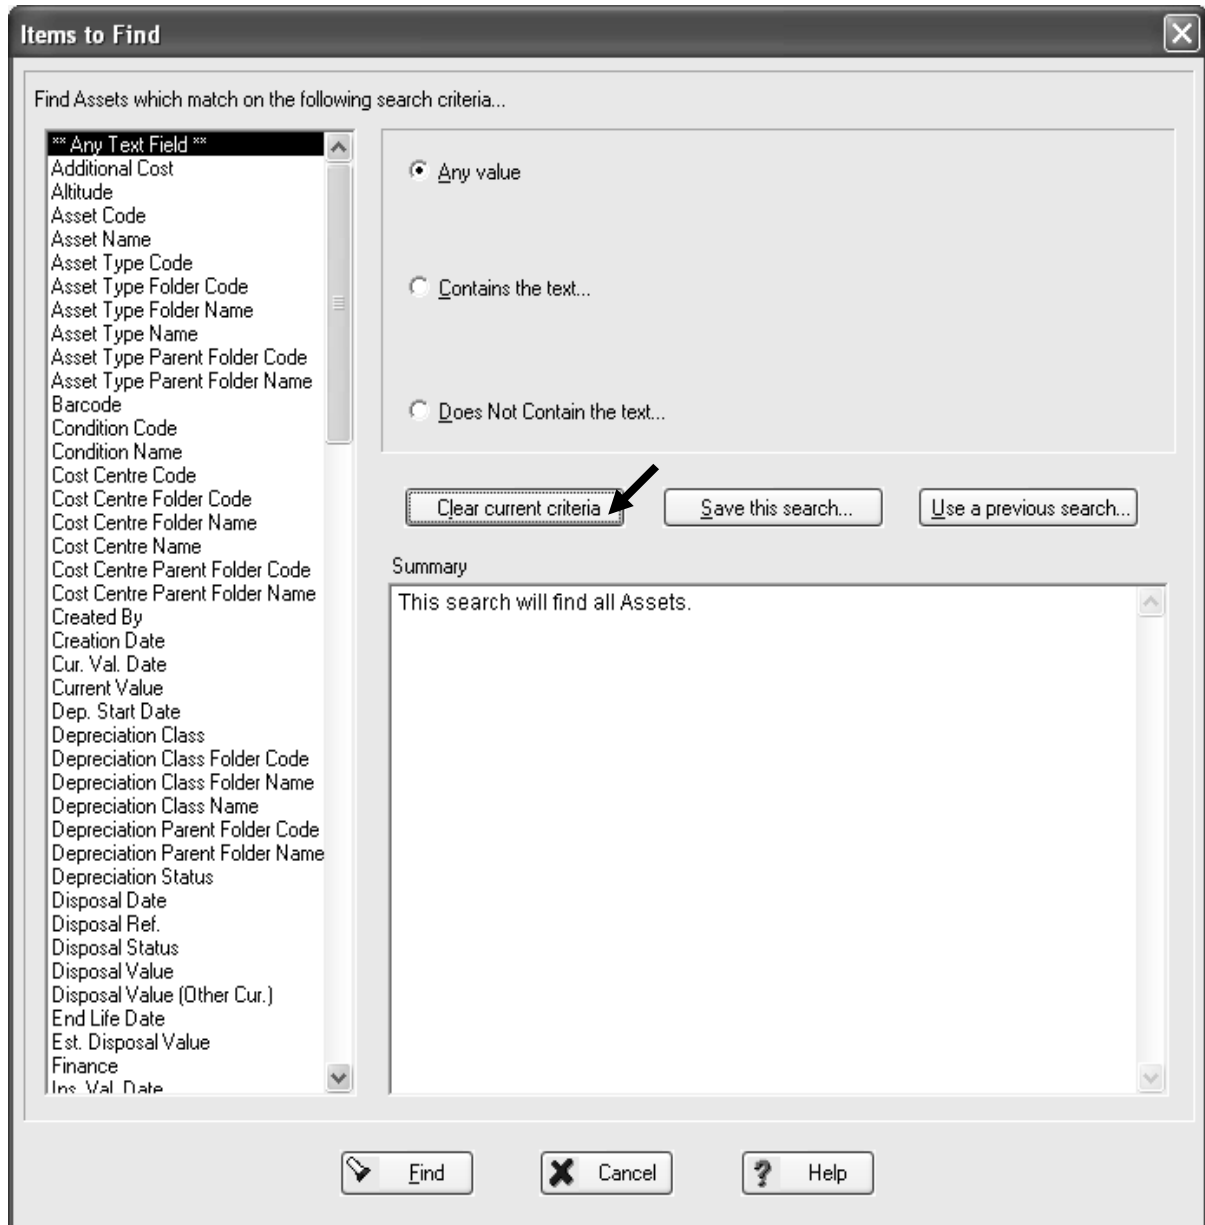 Items to Find
Find Assets which match on the following search criteria...
** Any Text Field **
Additional Cost
Altitude
Asset Code
Asset Name
Asset Type Code
Asset Type Folder Code
Asset Type Folder Name
Asset Type Name
Asset Type Parent Folder Code
Asset Type Parent Folder Name
Barcode
Condition Code
Condition Name
Cost Centre Code
Cost Centre Folder Code
Cost Centre Folder Name
Cost Centre Name
Cost Centre Parent Folder Code
Cost Centre Parent Folder Name
Created By
Creation Date
Cur. Val. Date
Current Value
Dep. Start Date
Depreciation Class
Depreciation Class Folder Code
Depreciation Class Folder Name
Depreciation Class Name
Depreciation Parent Folder Code
Depreciation Parent Folder Name
Depreciation Status
Disposal Date
Disposal Ref.
Disposal Status
Disposal Value
Disposal Value (Other Cur.)
End Life Date
Est. Disposal Value
Finance
Ins. Val. Date
Any value
Contains the text...
Does Not Contain the text...
Clear current criteria
Save this search...
Use a previous search...
Summary
This search will find all Assets.
Find
Cancel
Help